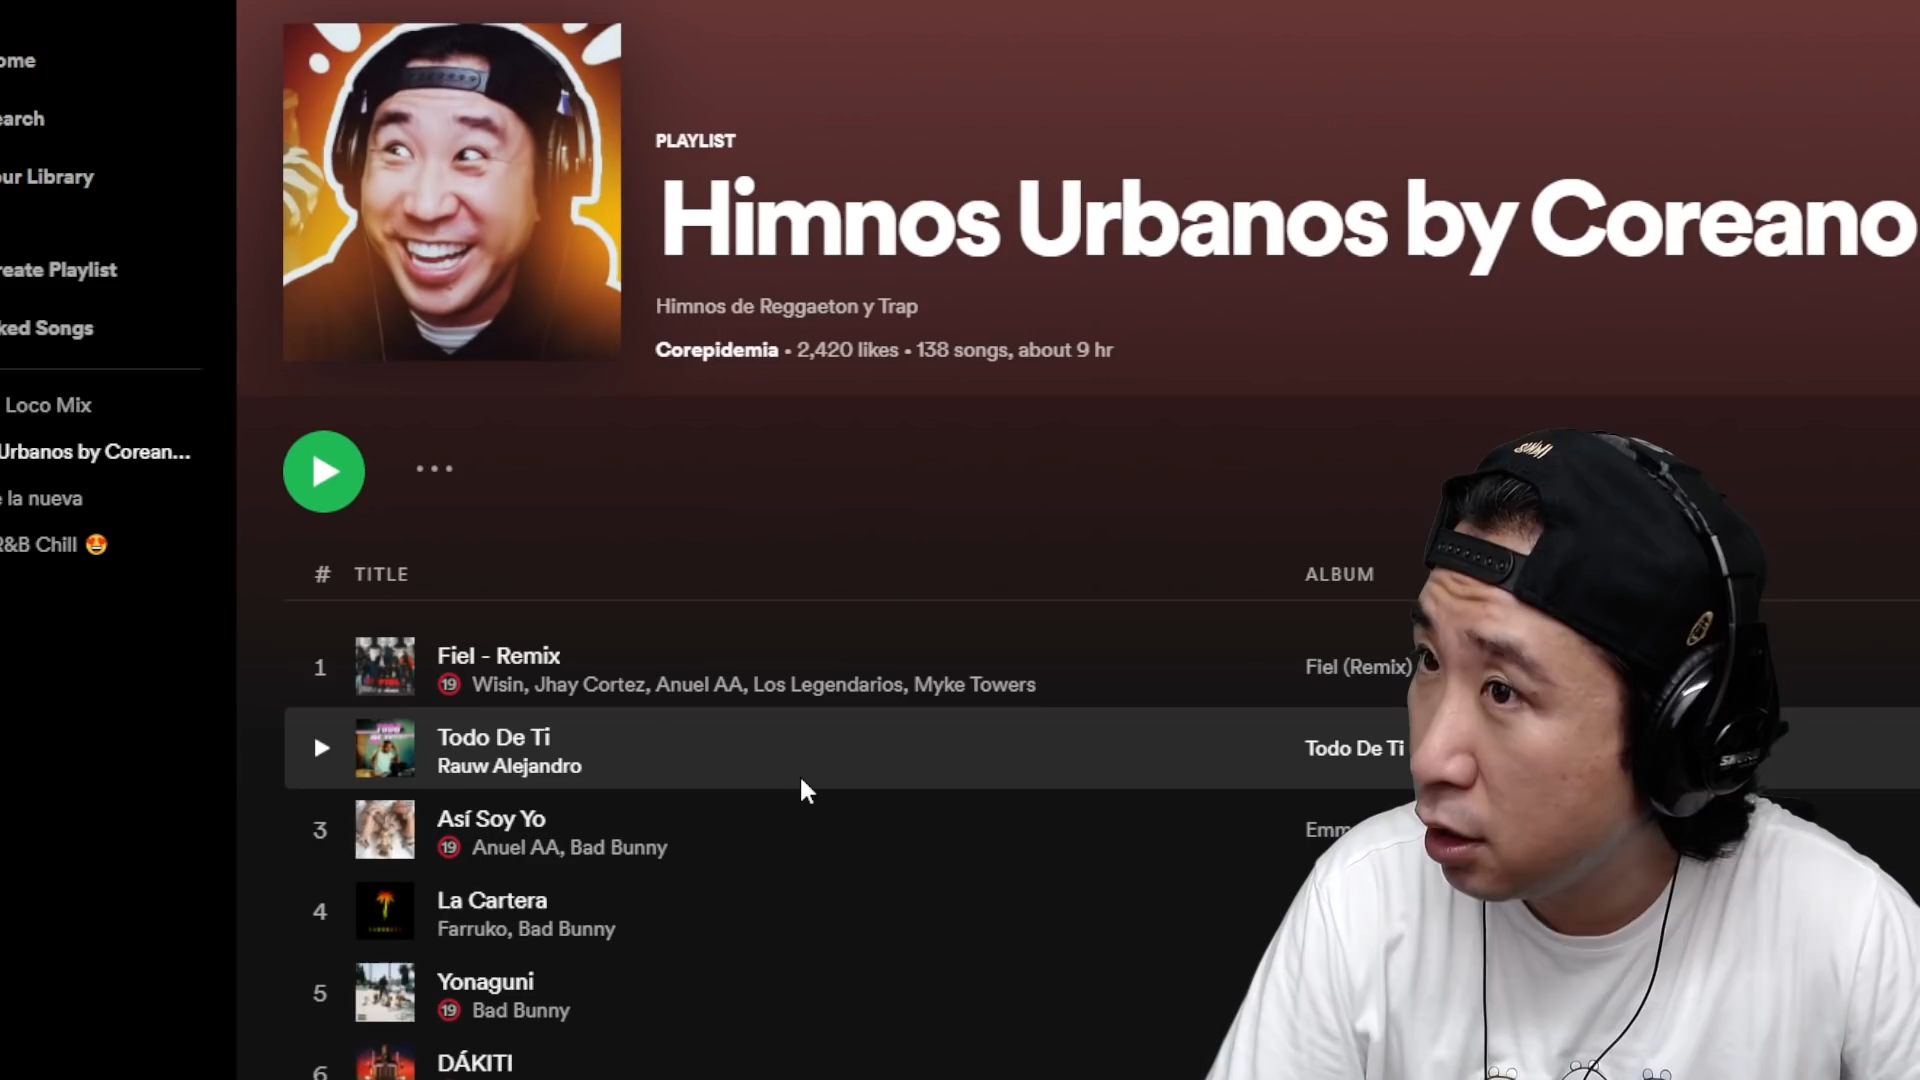 ome
earch
our Library
reate Playlist
ked Songs
Loco Mix
Urbanos by Corean...
e la nueva
R&B Chill
PLAYLIST
Himnos Urbanos by Coreano
Himnos de Reggaeton y Trap
Corepidemia • 2,420 likes • 138 songs, about 9 hr
# TITLE ALBUM
1 Fiel - Remix Fiel (Remix)
19 Wisin, Jhay Cortez, Anuel AA, Los Legendarios, Myke Towers
Todo De Ti Todo De Ti
Rauw Alejandro
3 Así Soy Yo Emm
19 Anuel AA, Bad Bunny
4 La Cartera
Farruko, Bad Bunny
5 Yonaguni
19 Bad Bunny
6 DÁKITI